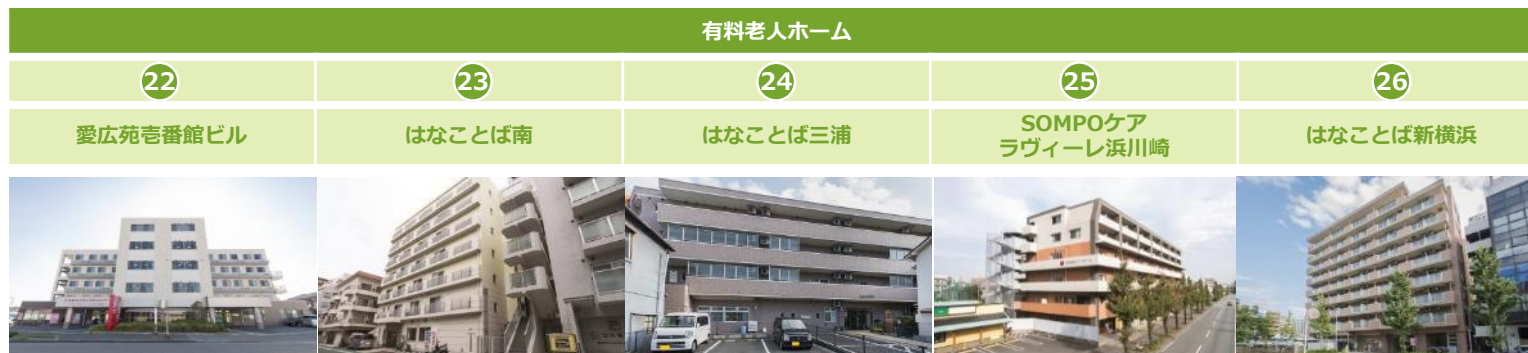 有料老人ホーム
22
23
24
25
26
愛広苑壱番館ビル
はなことば南
はなことば三浦
SOMPOケア
ラヴィーレ浜川崎
はなことば新横浜